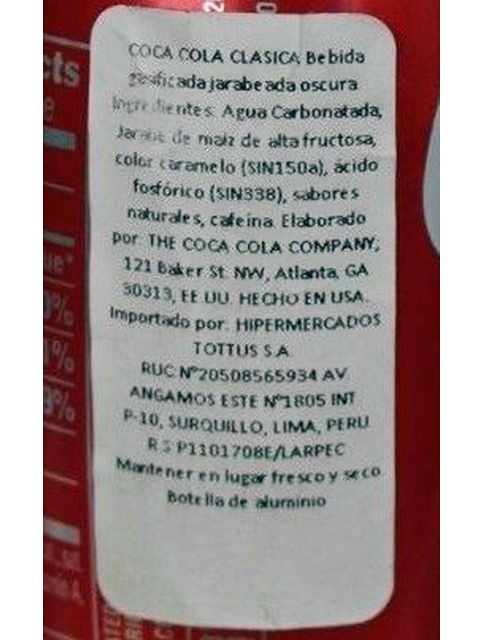 COCA COLA CLASICA Bebida
gasificada jarabeada oscura
Ingredientes: Agua Carbonatada,
Jarabe de maiz de alta fructosa,
color caramelo (SIN150a), ácido
fosfórico (SIN338), sabores
naturales, cafeina. Elaborado
por: THE COCA COLA COMPANY,
121 Baker St. NW, Atlanta, GA
30313, EE.UU. HECHO EN USA.
Importado por: HIPERMERCADOS
TOTTUS S.A.
RUC Nº20508565934 AV.
ANGAMOS ESTE Nº1805 INT
P-10, SURQUILLO, LIMA, PERU
R.S P1101708E/LARPEC
Mantener en lugar fresco y seco
Botella de aluminio
cts